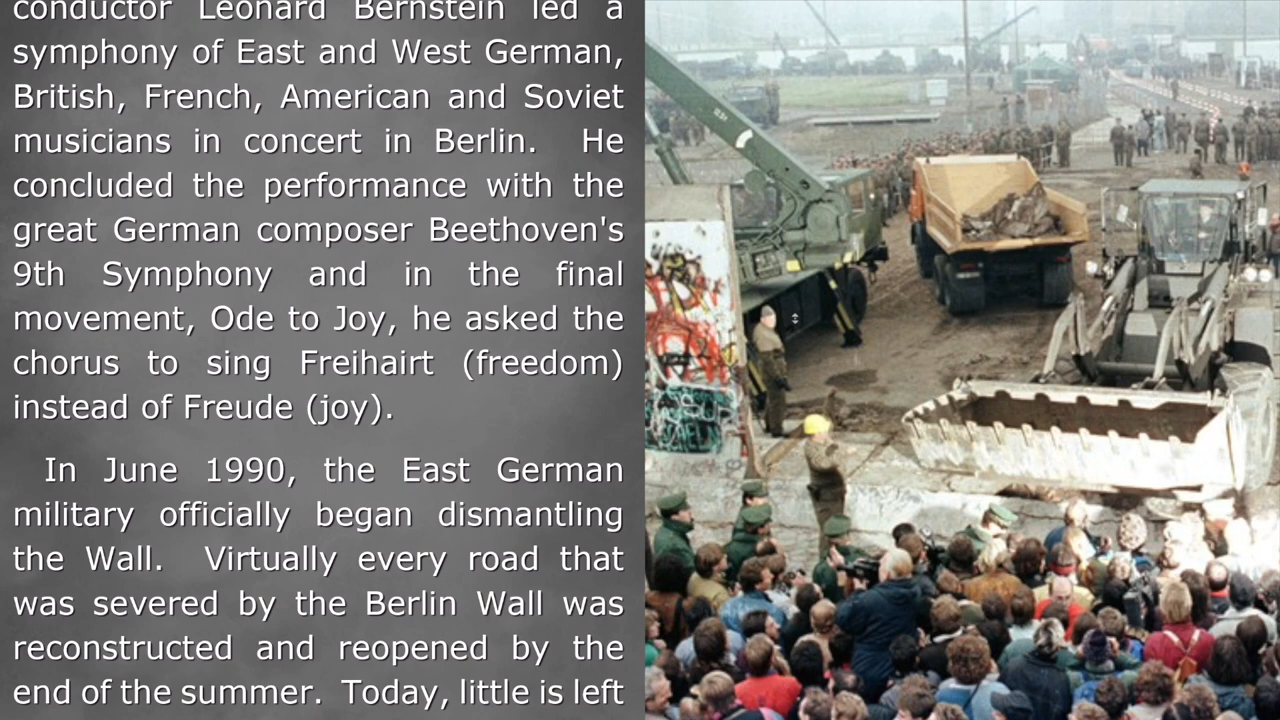 conductor Leonard Bernstein led a
symphony of East and West German,
British, French, American and Soviet
musicians in concert in Berlin. He
concluded the performance with the
great German composer Beethoven's
9th Symphony and in the final
movement, Ode to Joy, he asked the
chorus to sing Freihairt (freedom)
instead of Freude (joy).
In June 1990, the East German
military officially began dismantling
the Wall. Virtually every road that
was severed by the Berlin Wall was
reconstructed and reopened by the
end of the summer. Today, little is left